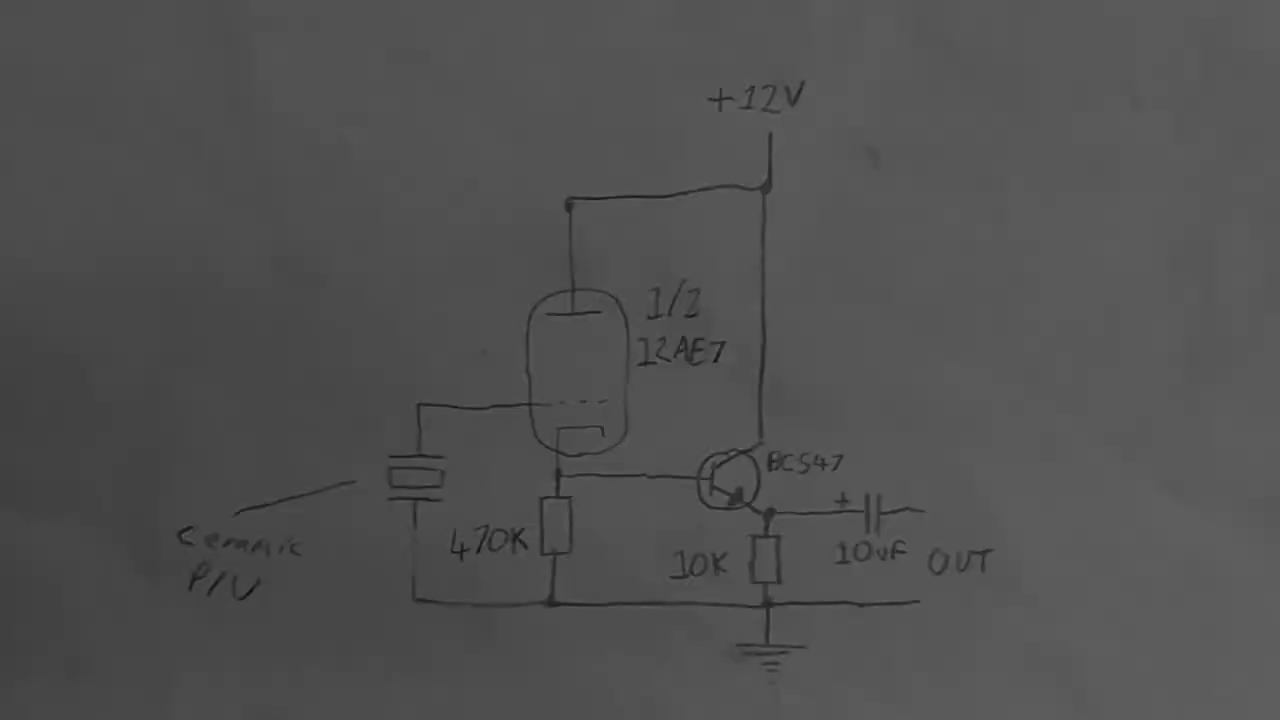 +12V
1/2
12AE7
BC547
470K
10K
+
10uF
OUT
Ceramic
P/U